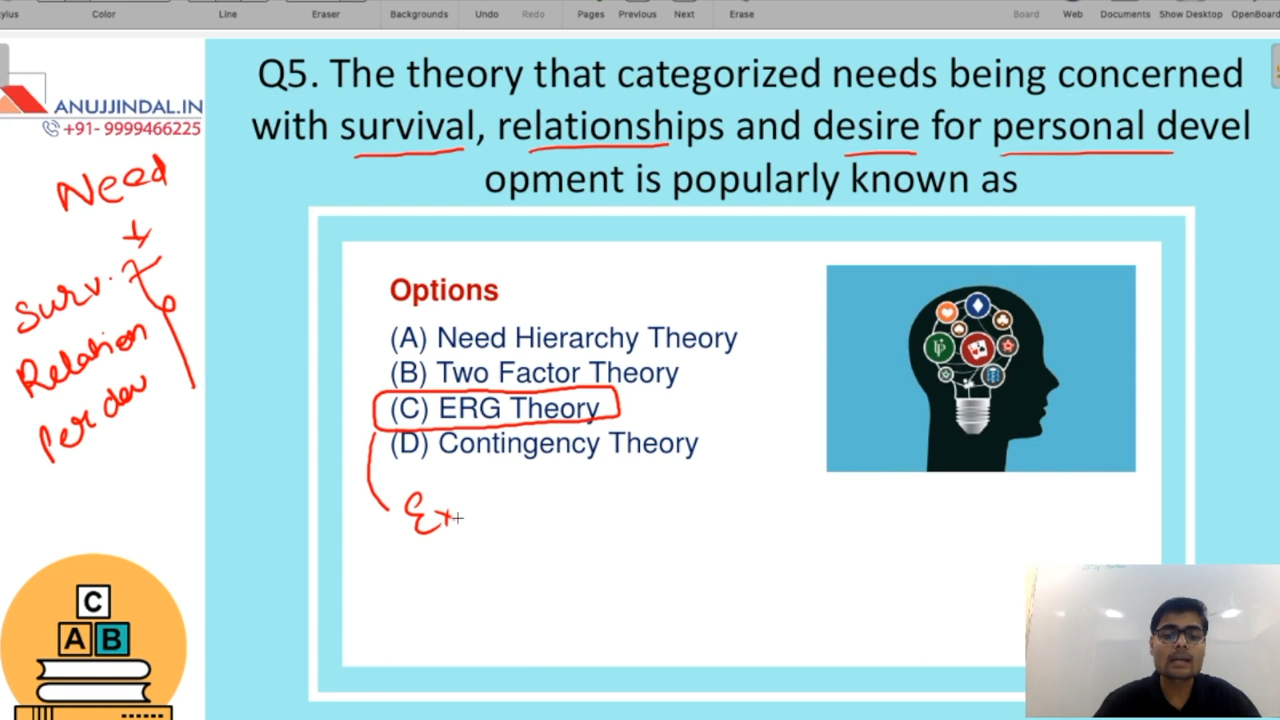 Color Line Eraser Backgrounds Undo Redo Pages Previous Next Erase Board Web Documents Show Desktop OpenBoard
Q5. The theory that categorized needs being concerned
with survival, relationships and desire for personal devel
opment is popularly known as
ANUJJINDAL.IN
+91- 9999466225
Need
Surv.
Relation
Per dev
Options
(A) Need Hierarchy Theory
(B) Two Factor Theory
(C) ERG Theory
(D) Contingency Theory
Ex
C
A B